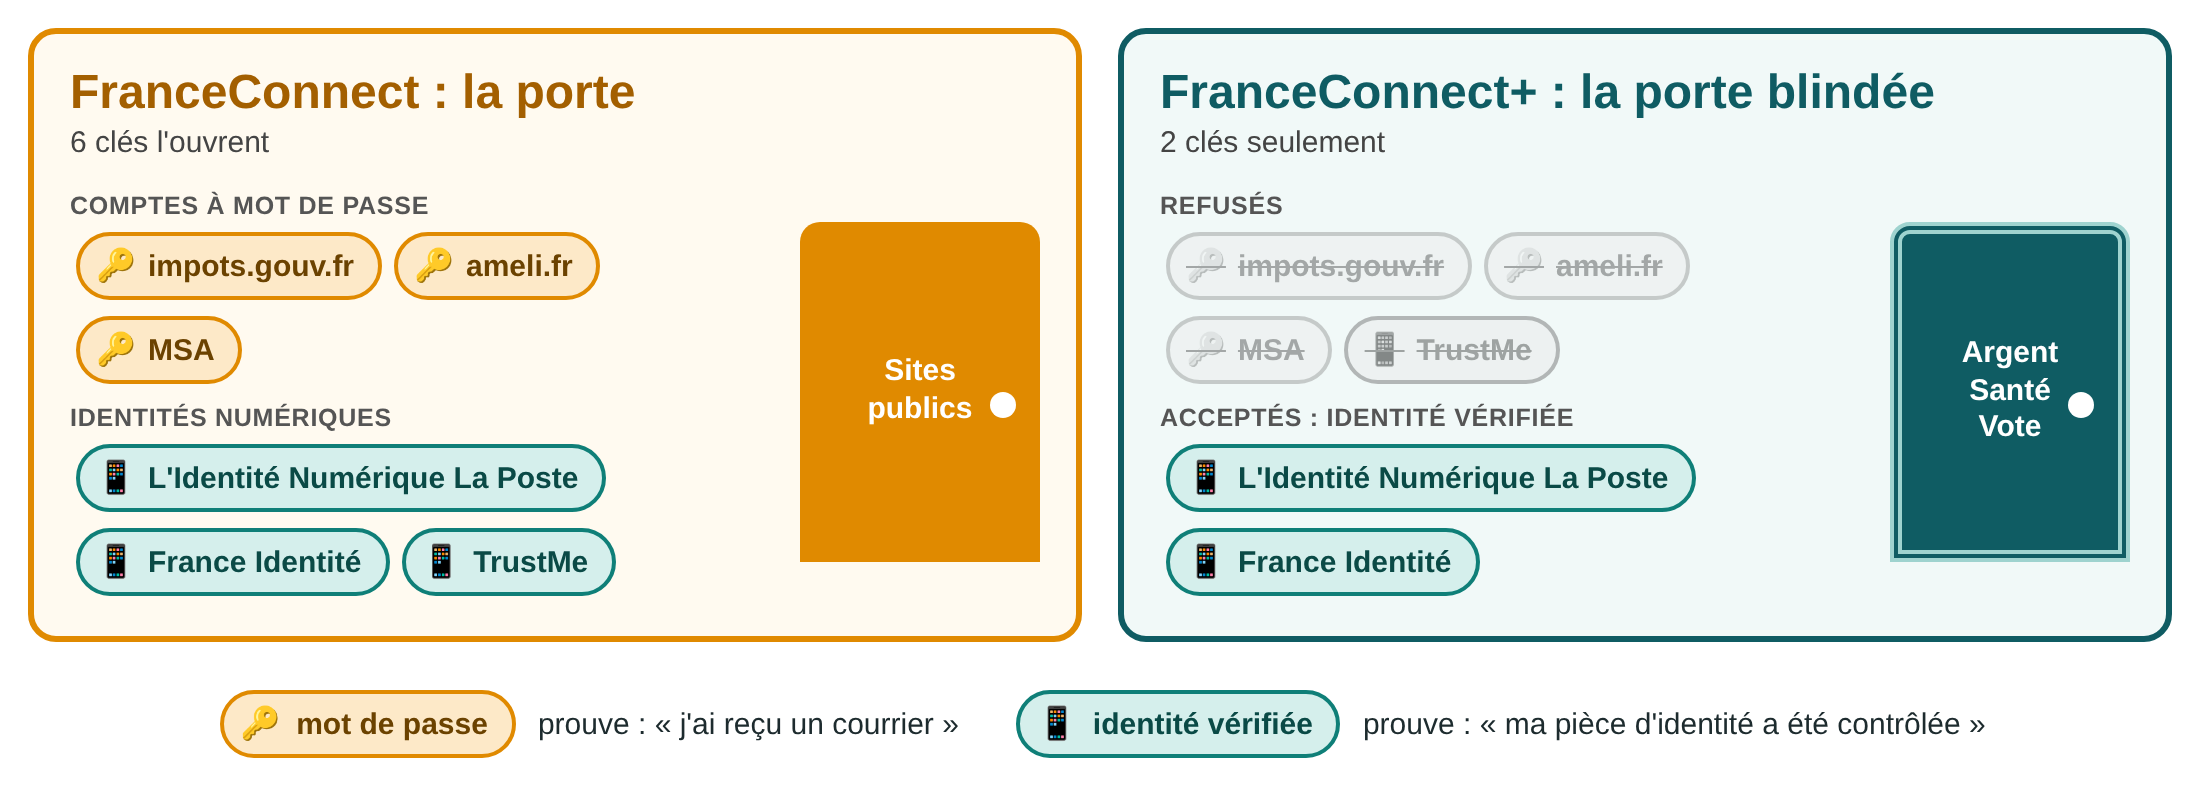 FranceConnect : la porte
6 clés l'ouvrent
COMPTES À MOT DE PASSE
🔑 impots.gouv.fr
🔑 ameli.fr
🔑 MSA
IDENTITÉS NUMÉRIQUES
📱 L'Identité Numérique La Poste
📱 France Identité
📱 TrustMe
Sites
publics
FranceConnect+ : la porte blindée
2 clés seulement
REFUSÉS
🔑 impots.gouv.fr
🔑 ameli.fr
🔑 MSA
📱 TrustMe
ACCEPTÉS : IDENTITÉ VÉRIFIÉE
📱 L'Identité Numérique La Poste
📱 France Identité
Argent
Santé
Vote
🔑 mot de passe
prouve : « j'ai reçu un courrier »
📱 identité vérifiée
prouve : « ma pièce d'identité a été contrôlée »